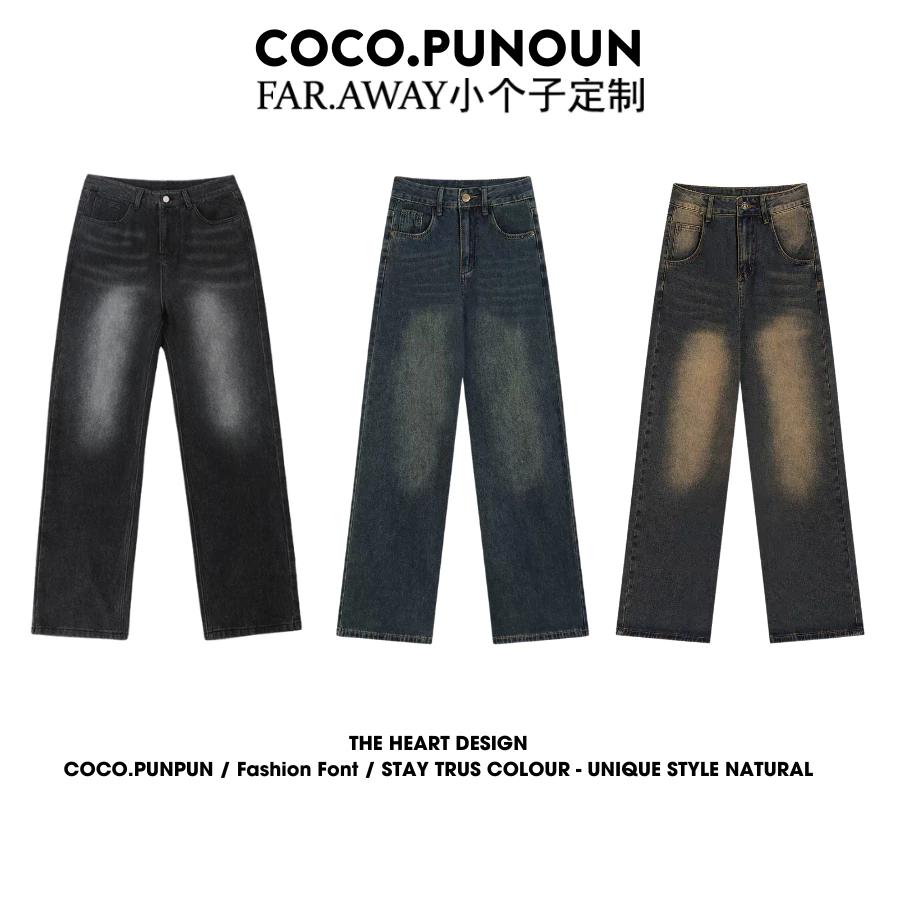 COCO.PUNOUN
FAR.AWAY小个子定制
THE HEART DESIGN
COCO.PUNPUN / Fashion Font / STAY TRUS COLOUR - UNIQUE STYLE NATURAL